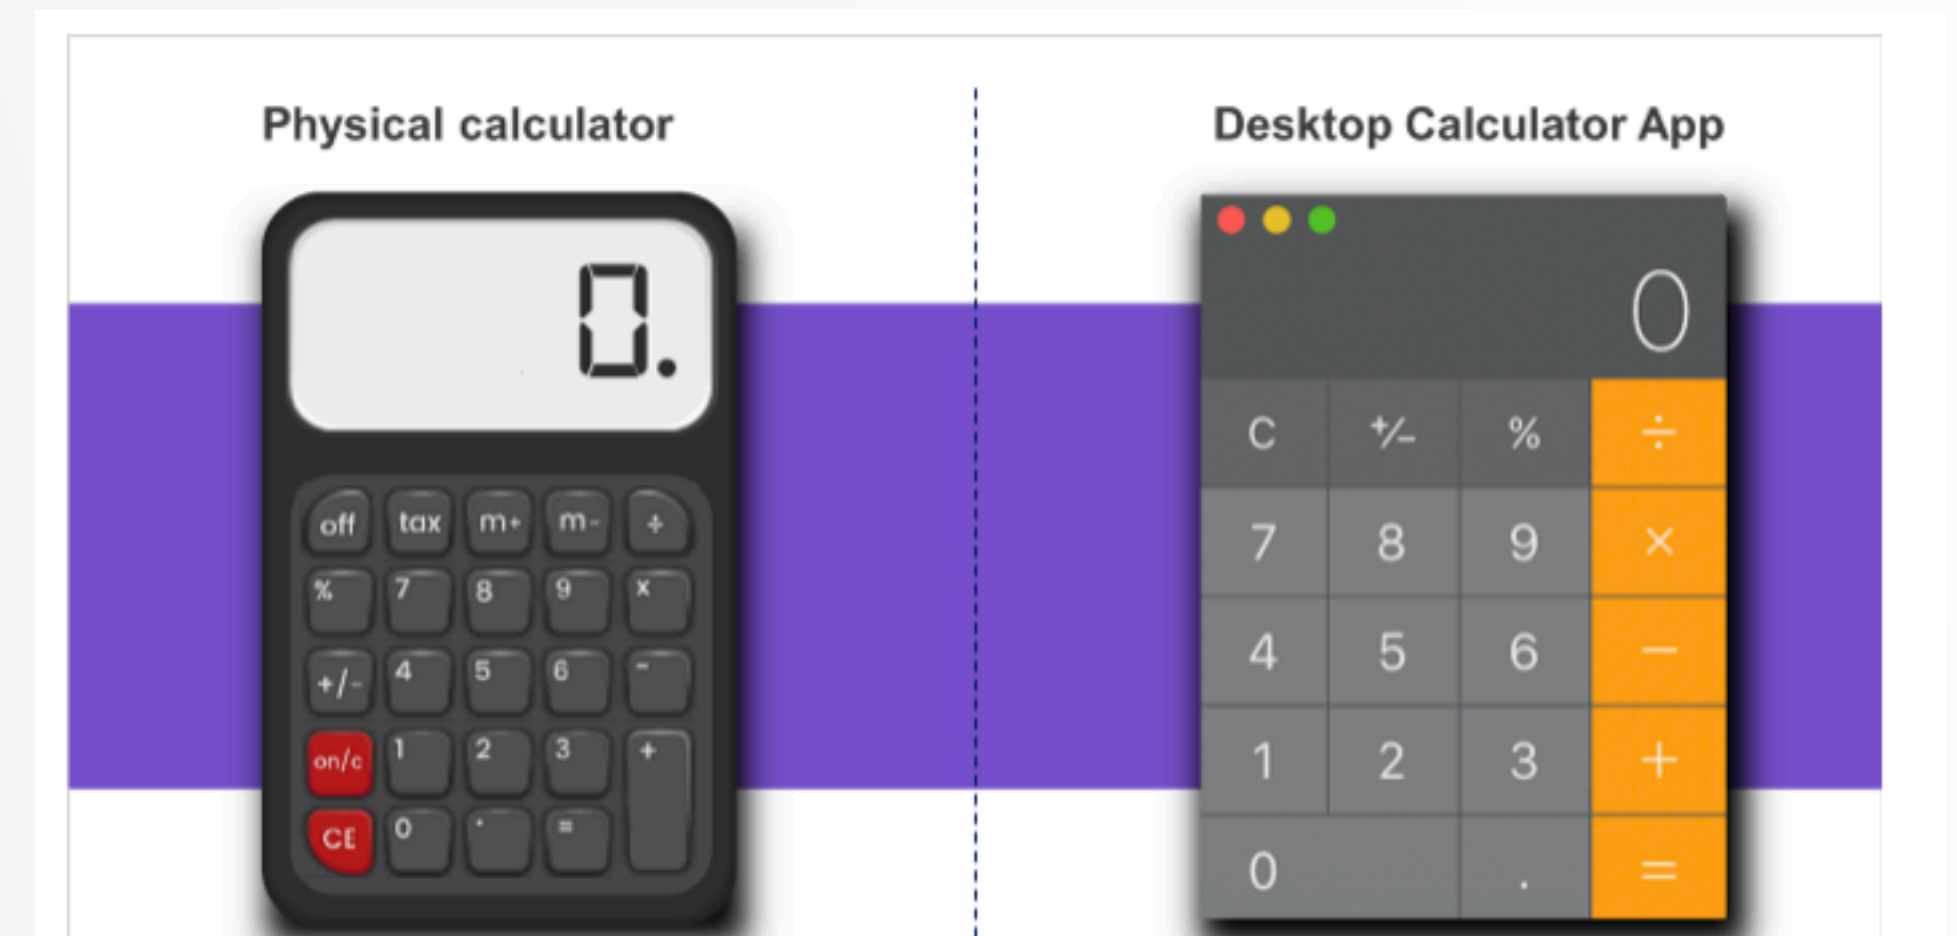 Physical calculator
0.
off tax m+ m- ÷
% 7 8 9 x
+/- 4 5 6 -
on/c 1 2 3 +
CE 0 . =
Desktop Calculator App
0
C +/− % ÷
7 8 9 ×
4 5 6 −
1 2 3 +
0 . =